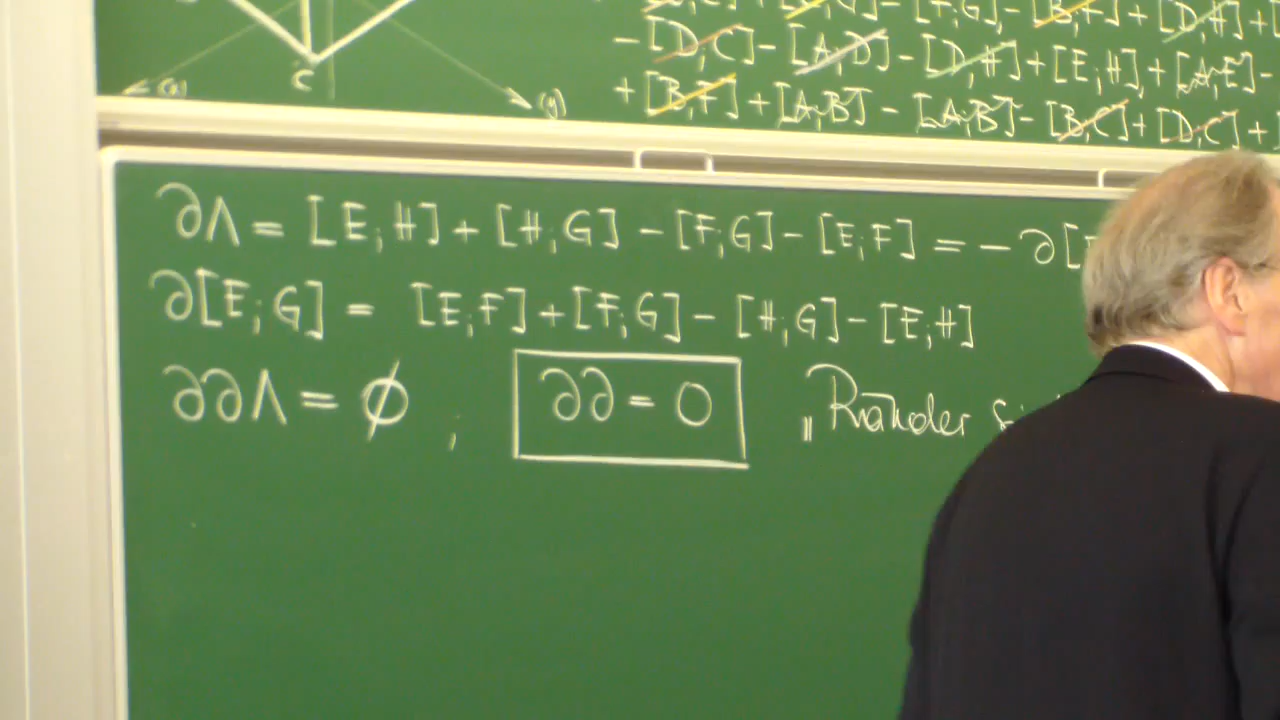 C
(y)
- [D;C] - [A;D] - [D;H] + [E;H] + [A;E] -
+ [B;F] + [A;B] - [A;B] - [B;C] + [D;C] +
∂Λ = [E;H] + [H;G] - [F;G] - [E;F] = - ∂[
∂[E;G] = [E;F] + [F;G] - [H;G] - [E;H]
∂∂Λ = ∅ ; ∂∂ = 0 „Ränder